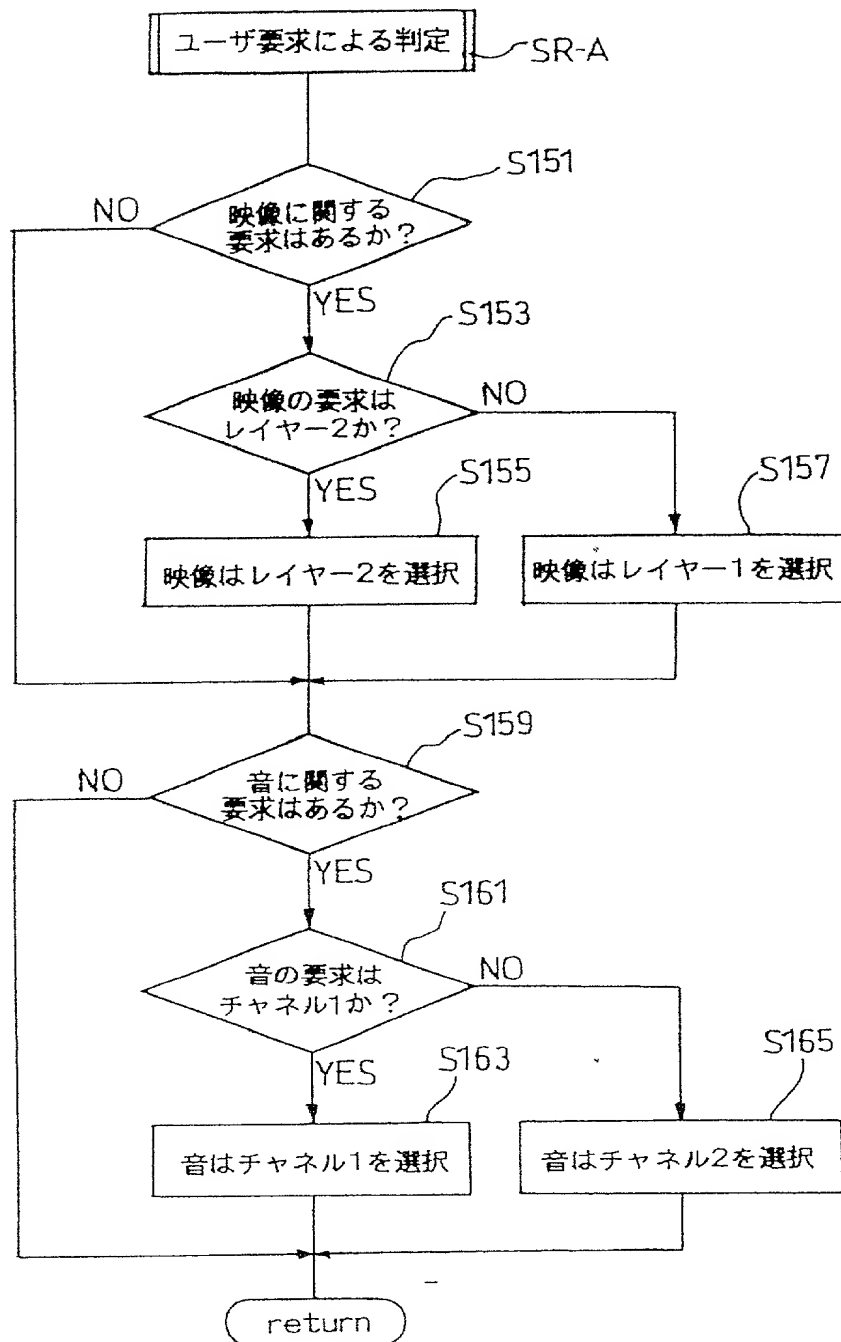 ユーザ要求による判定
SR-A
S151
NO
映像に関する
要求はあるか?
YES
S153
映像の要求は
レイヤー2か?
NO
YES
S155
S157
映像はレイヤー2を選択
映像はレイヤー1を選択
S159
NO
音に関する
要求はあるか?
YES
S161
音の要求は
チャネル1か?
NO
YES
S163
S165
音はチャネル1を選択
音はチャネル2を選択
return